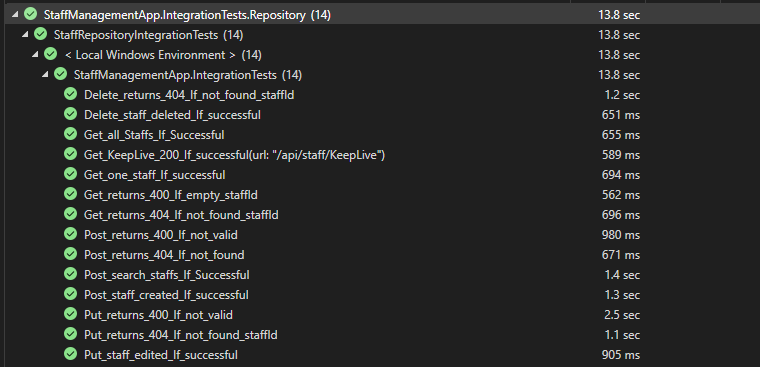 StaffManagementApp.IntegrationTests.Repository (14) 13.8 sec
StaffRepositoryIntegrationTests (14) 13.8 sec
< Local Windows Environment > (14) 13.8 sec
StaffManagementApp.IntegrationTests (14) 13.8 sec
Delete_returns_404_If_not_found_staffId 1.2 sec
Delete_staff_deleted_If_successful 651 ms
Get_all_Staffs_If_Successful 655 ms
Get_KeepLive_200_If_successful(url: "/api/staff/KeepLive") 589 ms
Get_one_staff_If_successful 694 ms
Get_returns_400_If_empty_staffId 562 ms
Get_returns_404_If_not_found_staffId 696 ms
Post_returns_400_If_not_valid 980 ms
Post_returns_404_If_not_found 671 ms
Post_search_staffs_If_Successful 1.4 sec
Post_staff_created_If_successful 1.3 sec
Put_returns_400_If_not_valid 2.5 sec
Put_returns_404_If_not_found_staffId 1.1 sec
Put_staff_edited_If_successful 905 ms